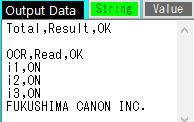 Output Data String Value
Total,Result,OK

OCR,Read,OK
i1,ON
i2,ON
i3,ON
FUKUSHIMA CANON INC.